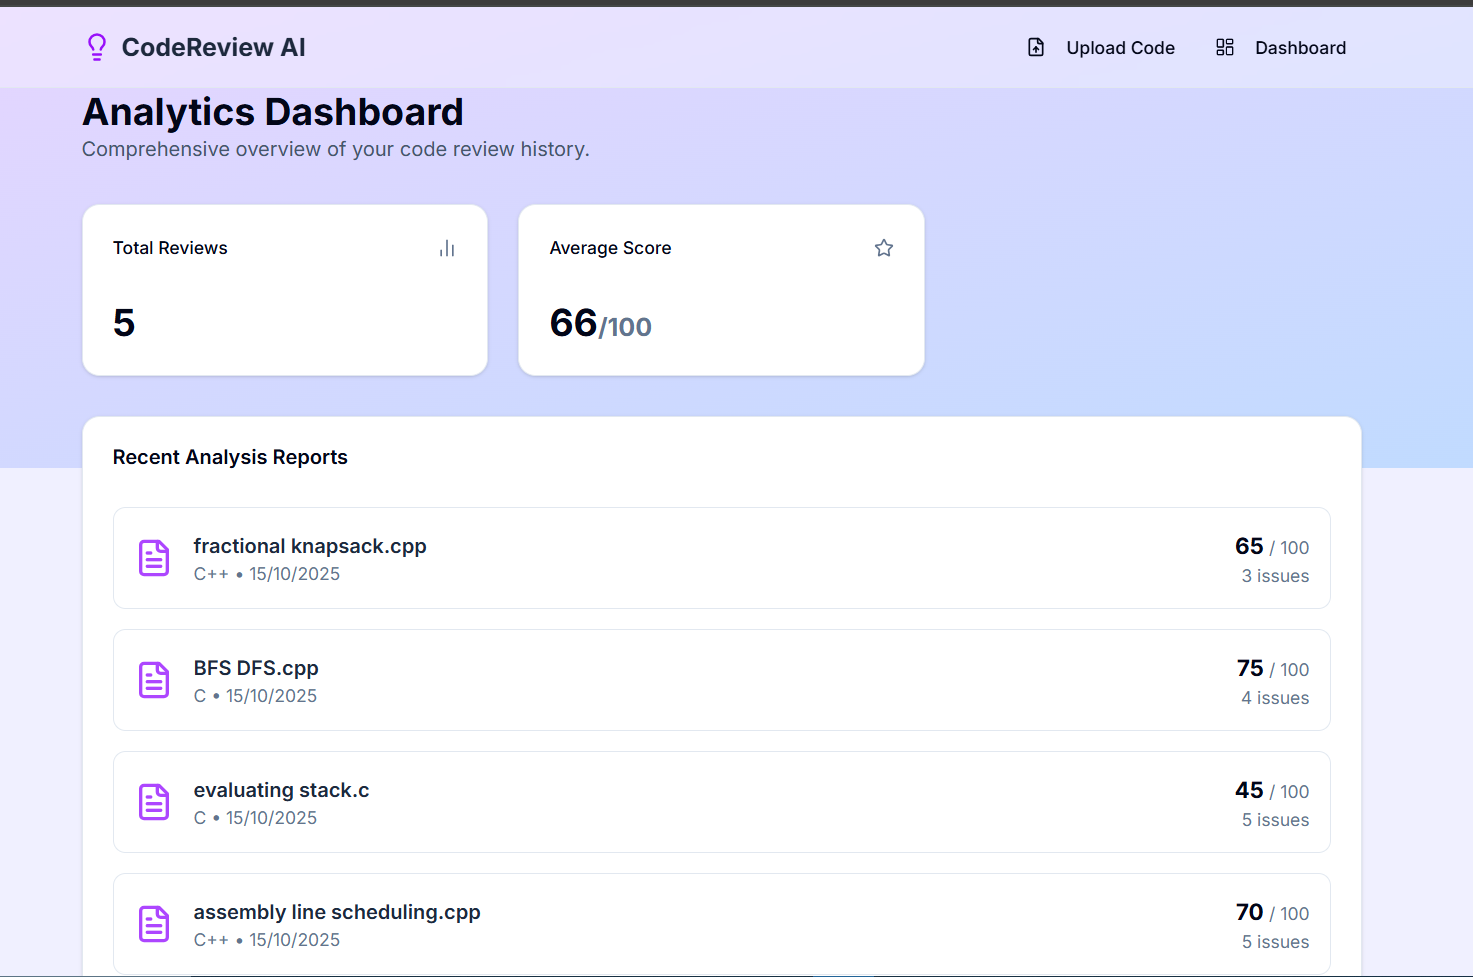 CodeReview AI
Upload Code
Dashboard
Analytics Dashboard
Comprehensive overview of your code review history.
Total Reviews
5
Average Score
66/100
Recent Analysis Reports
fractional knapsack.cpp
C++ • 15/10/2025
65 / 100
3 issues
BFS DFS.cpp
C • 15/10/2025
75 / 100
4 issues
evaluating stack.c
C • 15/10/2025
45 / 100
5 issues
assembly line scheduling.cpp
C++ • 15/10/2025
70 / 100
5 issues